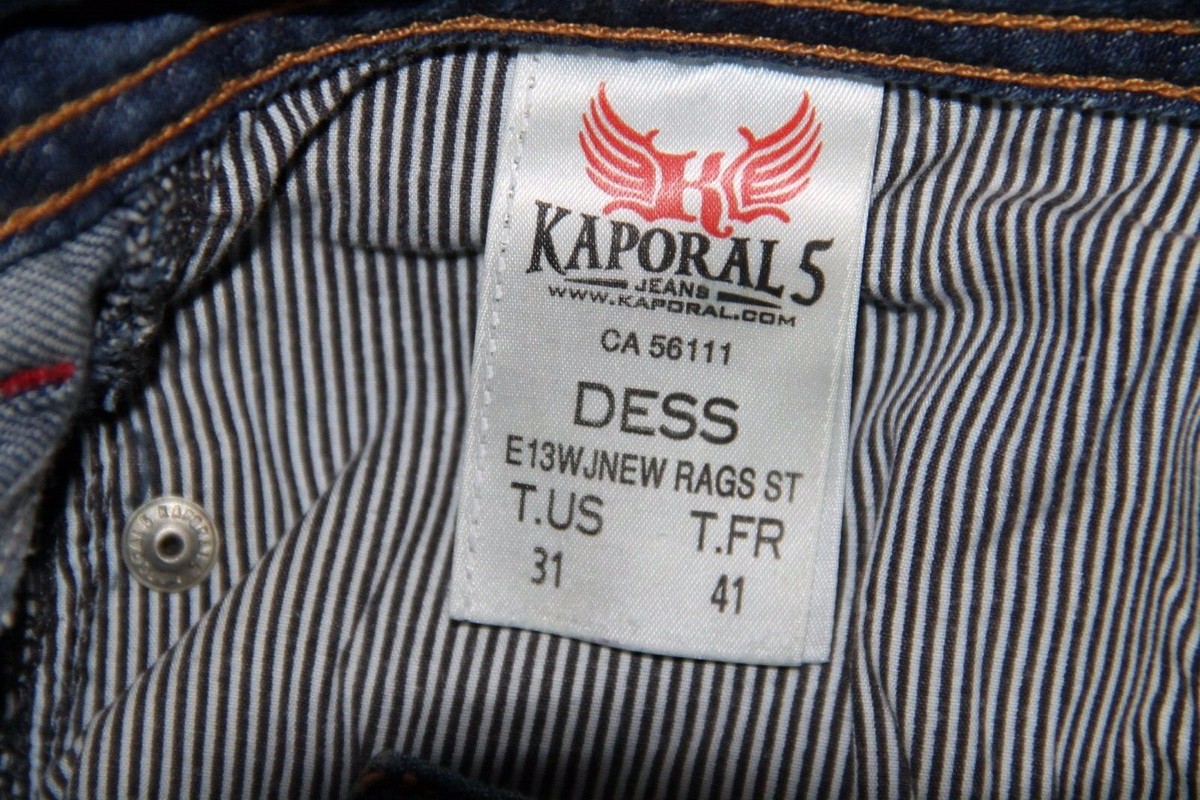 K
KAPORAL 5
JEANS
WWW.KAPORAL.COM
CA 56111
DESS
E13WJNEW RAGS ST
T.US T.FR
31 41